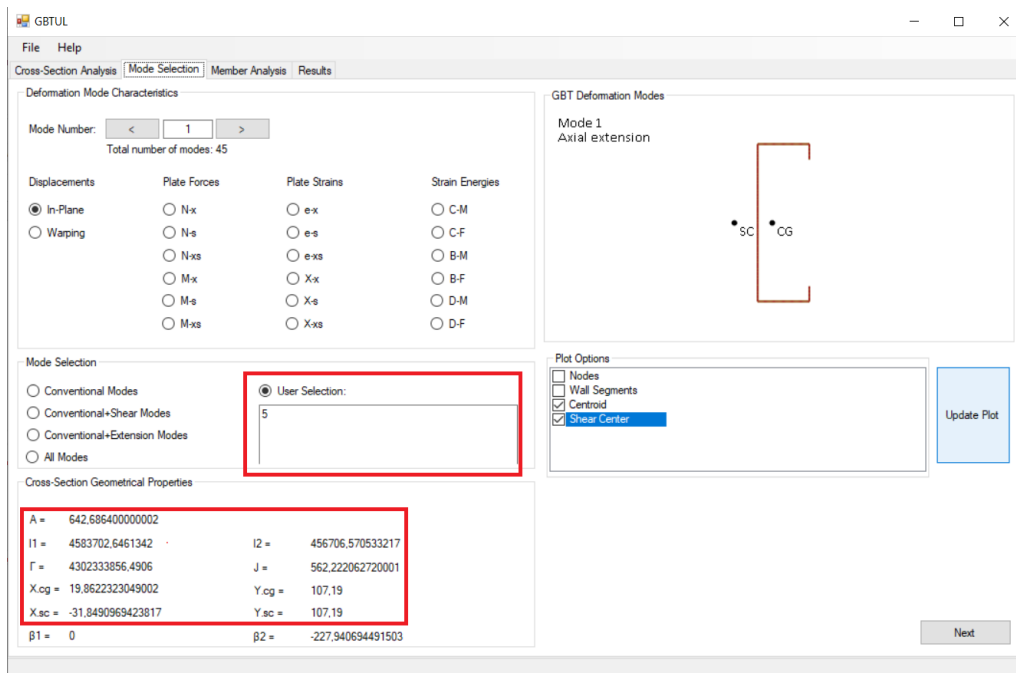 GBTUL
File Help
Cross-Section Analysis Mode Selection Member Analysis Results
Deformation Mode Characteristics
Mode Number: < 1 >
Total number of modes: 45
Displacements Plate Forces Plate Strains Strain Energies
In-Plane N-x e-x C-M
Warping N-s e-s C-F
N-xs e-xs B-M
M-x X-x B-F
M-s X-s D-M
M-xs X-xs D-F
GBT Deformation Modes
Mode 1
Axial extension
SC CG
Mode Selection
Conventional Modes
Conventional+Shear Modes
Conventional+Extension Modes
All Modes
User Selection:
5
Plot Options
Nodes
Wall Segments
Centroid
Shear Center
Update Plot
Cross-Section Geometrical Properties
A = 642,686400000002
I1 = 4583702,6461342 I2 = 456706,570533217
Γ = 4302333856,4906 J = 562,222062720001
X.cg = 19,8622323049002 Y.cg = 107,19
X.sc = -31,8490969423817 Y.sc = 107,19
β1 = 0 β2 = -227,940694491503
Next